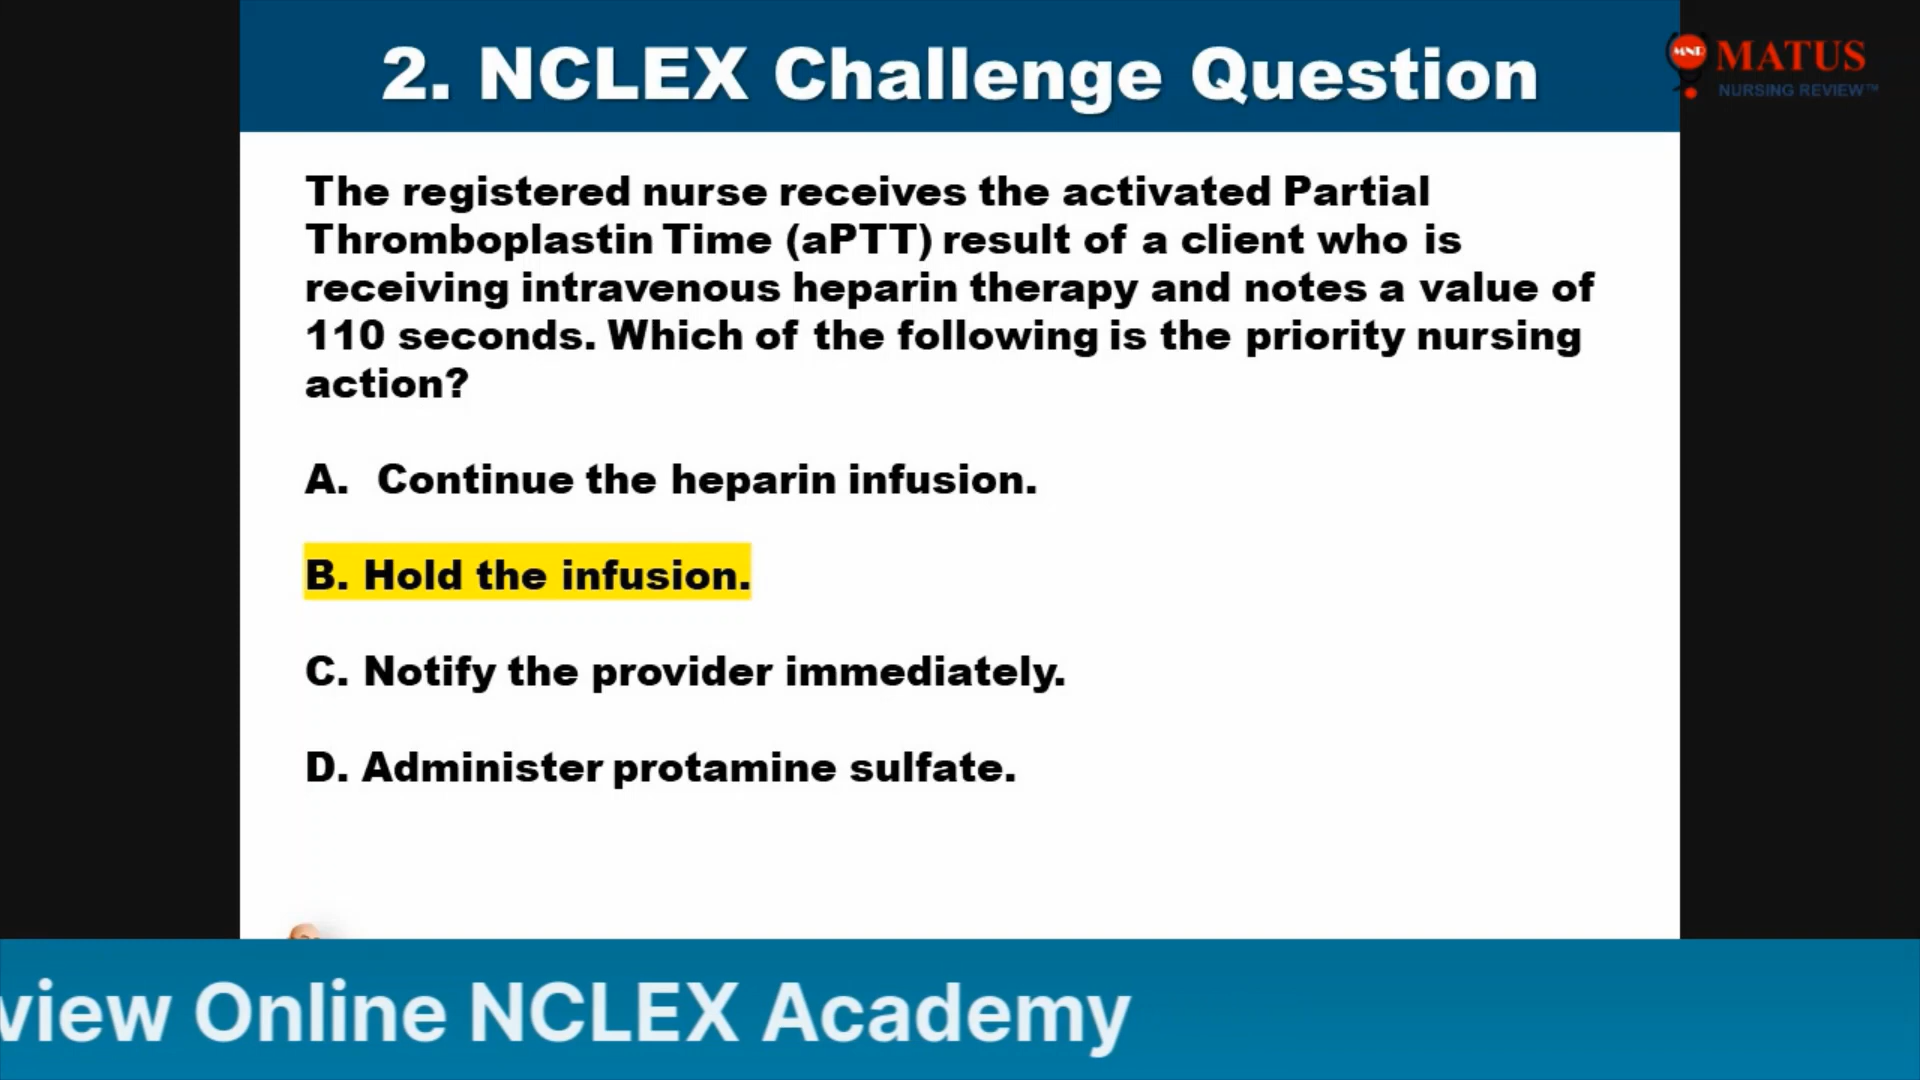 2. NCLEX Challenge Question
MNR MATUS
NURSING REVIEW™
The registered nurse receives the activated Partial
Thromboplastin Time (aPTT) result of a client who is
receiving intravenous heparin therapy and notes a value of
110 seconds. Which of the following is the priority nursing
action?
A. Continue the heparin infusion.
B. Hold the infusion.
C. Notify the provider immediately.
D. Administer protamine sulfate.
view Online NCLEX Academy